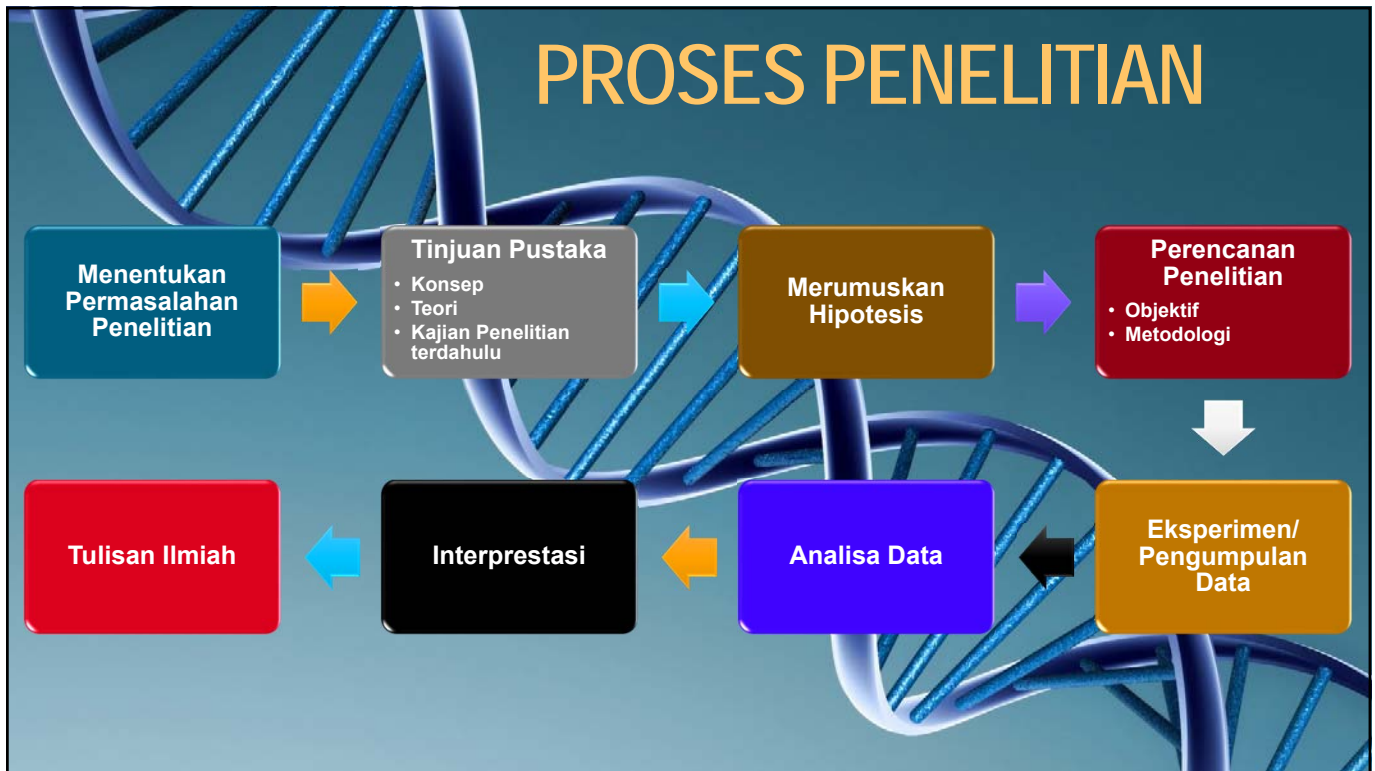 PROSES PENELITIAN
Menentukan
Permasalahan
Penelitian
Tinjuan Pustaka
• Konsep
• Teori
• Kajian Penelitian
terdahulu
Merumuskan
Hipotesis
Perencanan
Penelitian
• Objektif
• Metodologi
Eksperimen/
Pengumpulan
Data
Analisa Data
Interprestasi
Tulisan Ilmiah